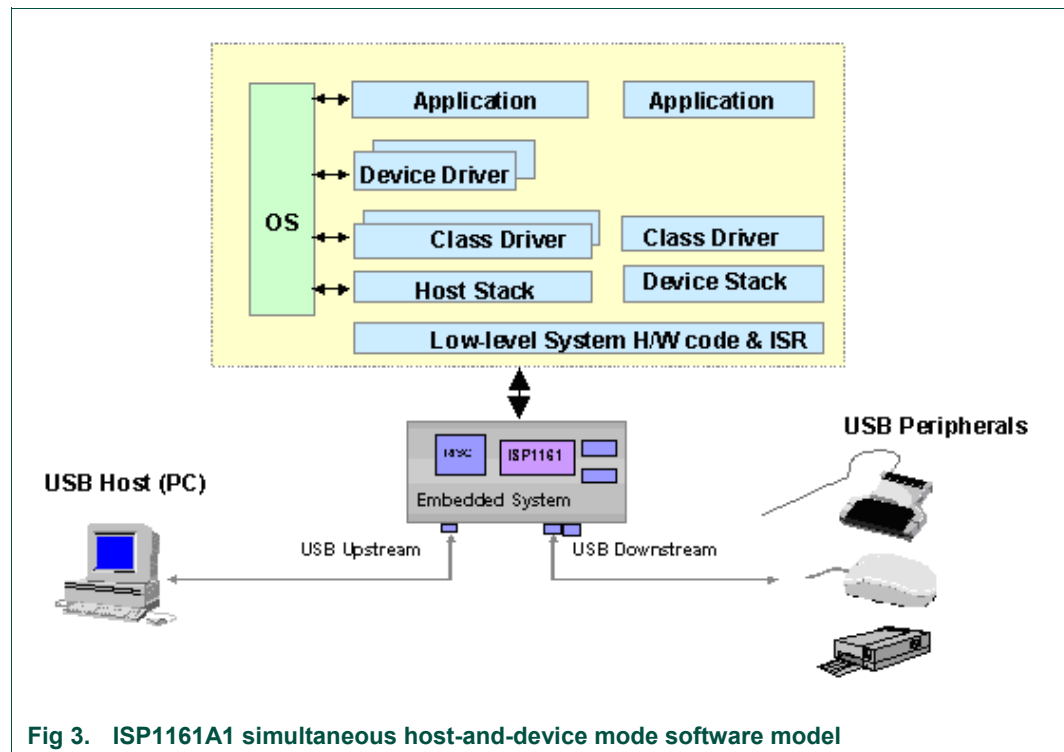 Application
Application
Device Driver
OS
Class Driver
Class Driver
Host Stack
Device Stack
Low-level System H/W code & ISR
USB Peripherals
RISC
ISP1161
USB Host (PC)
Embedded System
USB Upstream
USB Downstream
Fig 3. ISP1161A1 simultaneous host-and-device mode software model